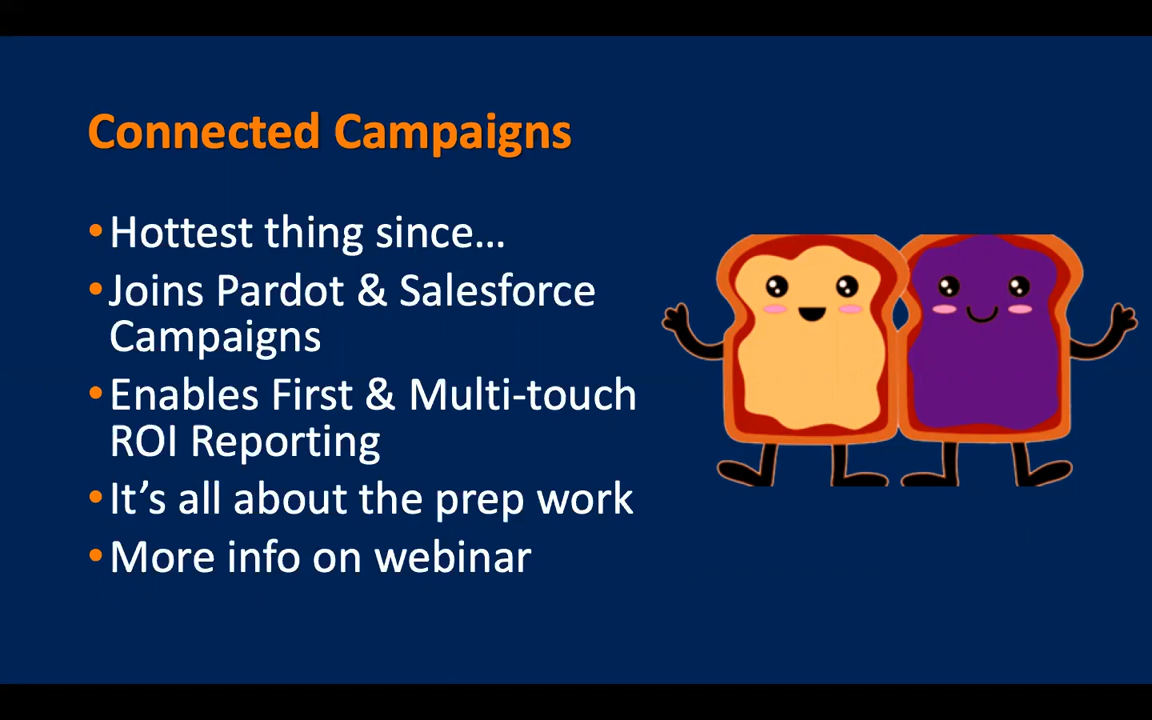 Connected Campaigns
•Hottest thing since…
•Joins Pardot & Salesforce
Campaigns
•Enables First & Multi-touch
ROI Reporting
•It’s all about the prep work
•More info on webinar